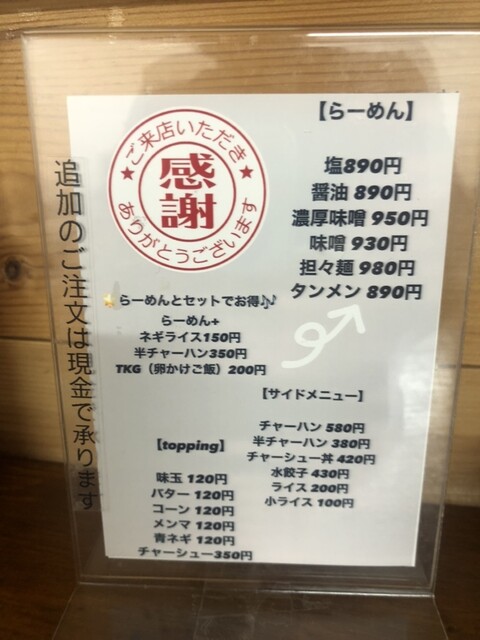 ご来店いただき
感謝
ありがとうございます
【らーめん】
塩890円
醤油 890円
濃厚味噌 950円
味噌 930円
担々麺 980円
タンメン 890円
らーめんとセットでお得🎶
らーめん+
ネギライス150円
半チャーハン350円
TKG（卵かけご飯）200円
【サイドメニュー】
チャーハン 580円
半チャーハン 380円
チャーシュー丼 420円
水餃子 430円
ライス 200円
小ライス 100円
【topping】
味玉 120円
バター 120円
コーン 120円
メンマ 120円
青ネギ 120円
チャーシュー350円
追加のご注文は現金で承ります